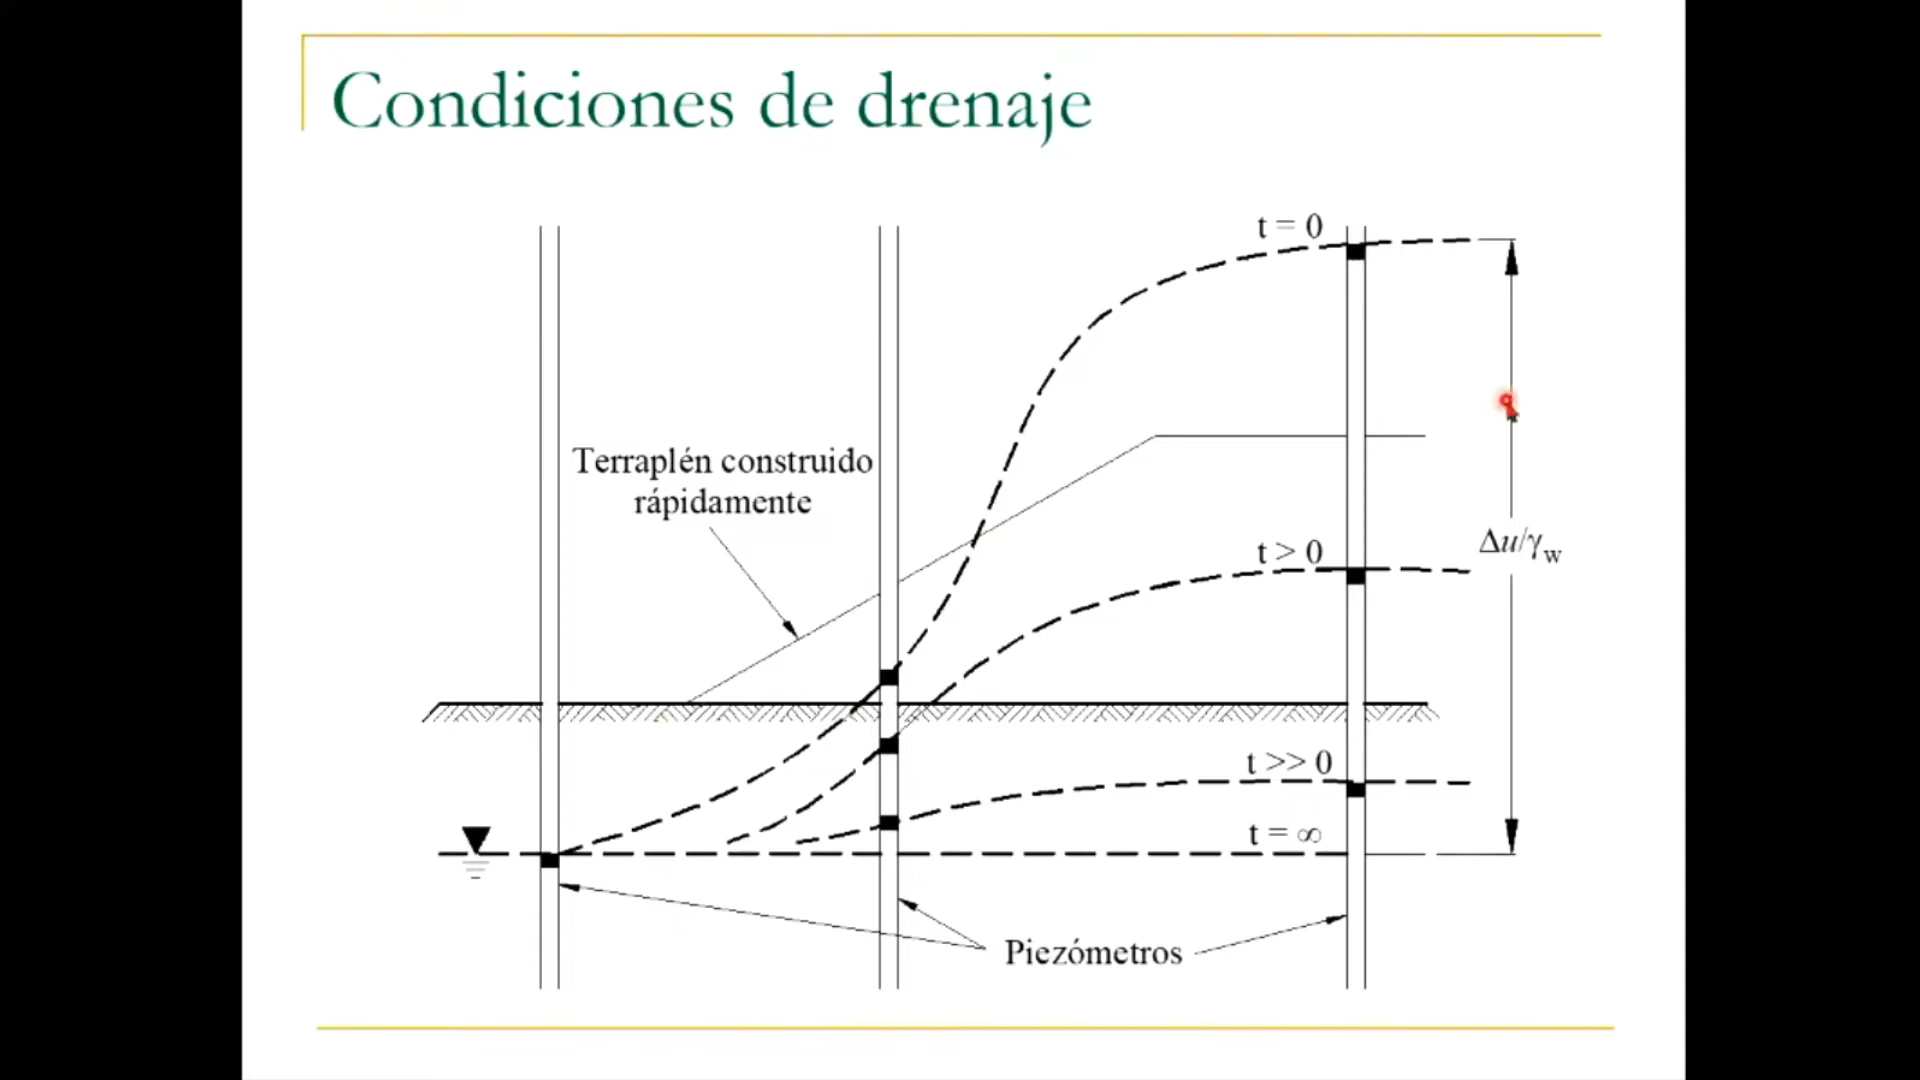 Condiciones de drenaje
t = 0
Terraplén construido
rápidamente
t > 0
Δu/γw
t >> 0
t = ∞
Piezómetros